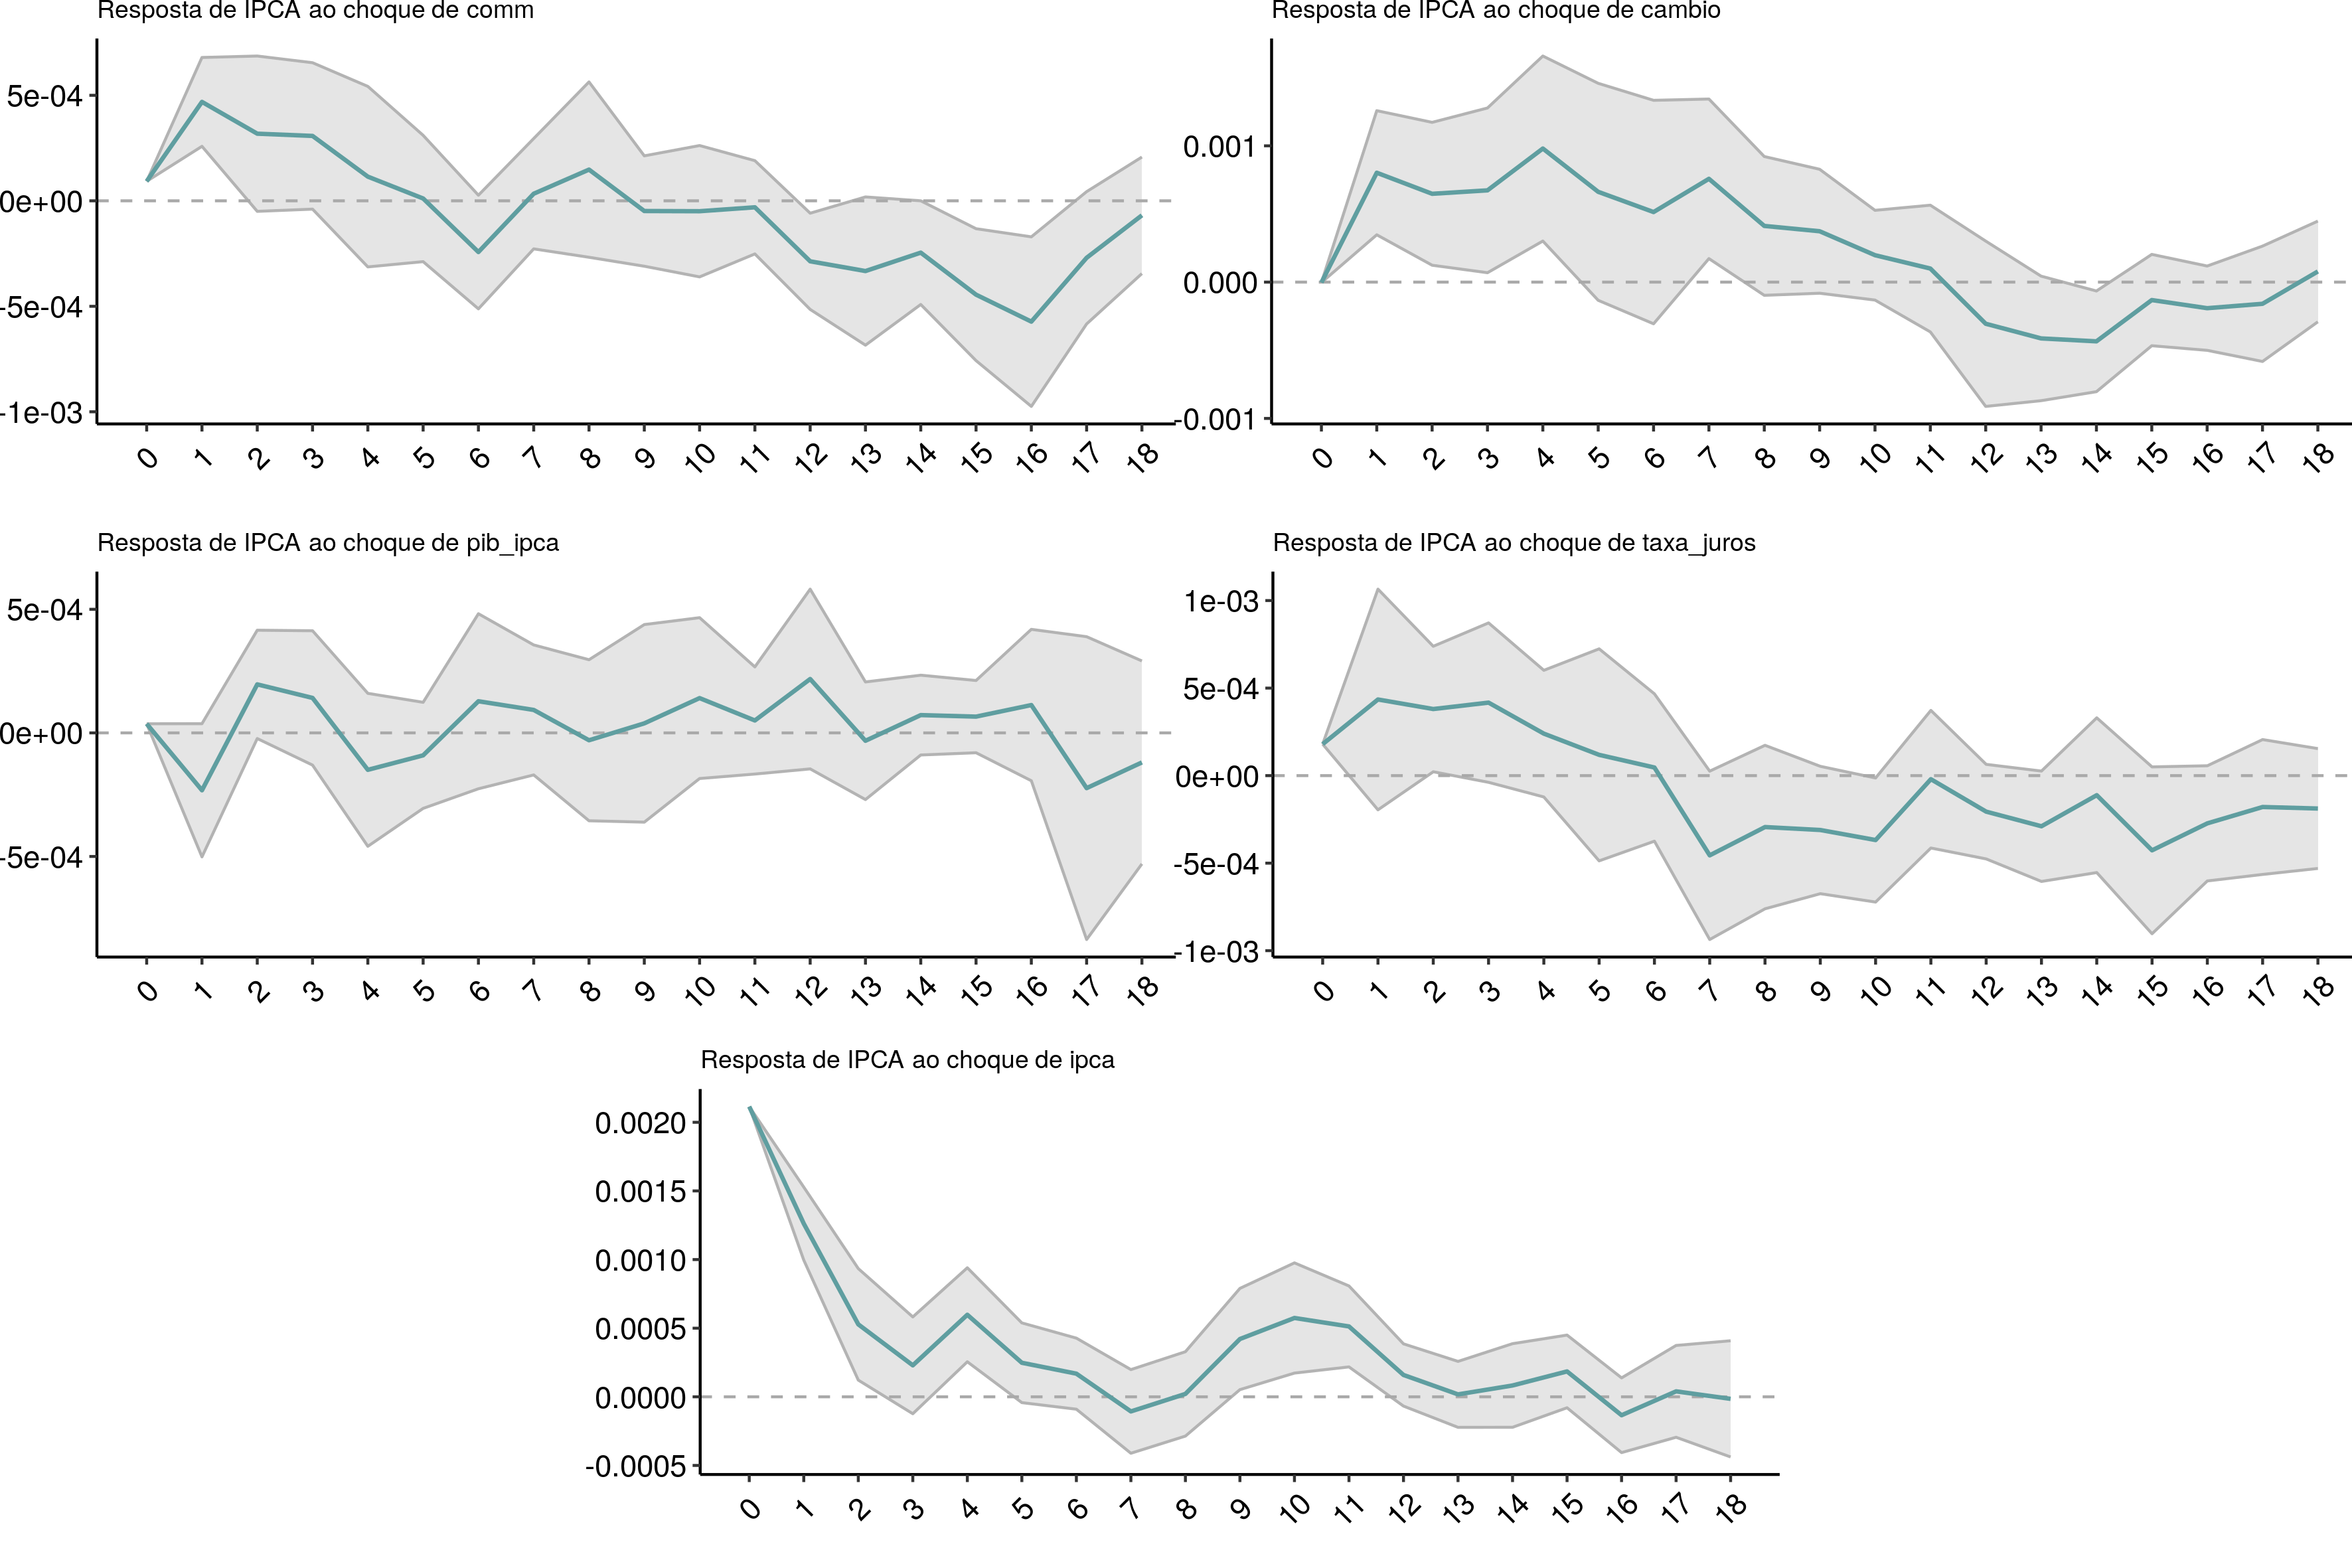 Resposta de IPCA ao choque de comm
5e-04
0e+00
-5e-04
-1e-03
0 1 2 3 4 5 6 7 8 9 10 11 12 13 14 15 16 17 18
Resposta de IPCA ao choque de cambio
0.001
0.000
-0.001
0 1 2 3 4 5 6 7 8 9 10 11 12 13 14 15 16 17 18
Resposta de IPCA ao choque de pib_ipca
5e-04
0e+00
-5e-04
0 1 2 3 4 5 6 7 8 9 10 11 12 13 14 15 16 17 18
Resposta de IPCA ao choque de taxa_juros
1e-03
5e-04
0e+00
-5e-04
-1e-03
0 1 2 3 4 5 6 7 8 9 10 11 12 13 14 15 16 17 18
Resposta de IPCA ao choque de ipca
0.0020
0.0015
0.0010
0.0005
0.0000
-0.0005
0 1 2 3 4 5 6 7 8 9 10 11 12 13 14 15 16 17 18